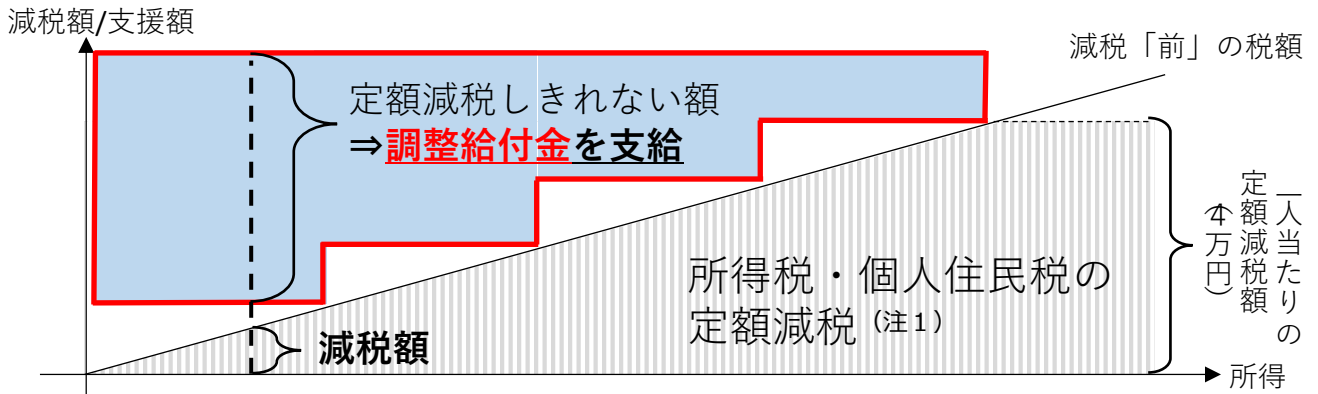 減税額/支援額
減税「前」の税額
定額減税しきれない額
⇒調整給付金を支給
一人当たりの
定額減税額
（4万円）
所得税・個人住民税の
定額減税（注１）
減税額
所得